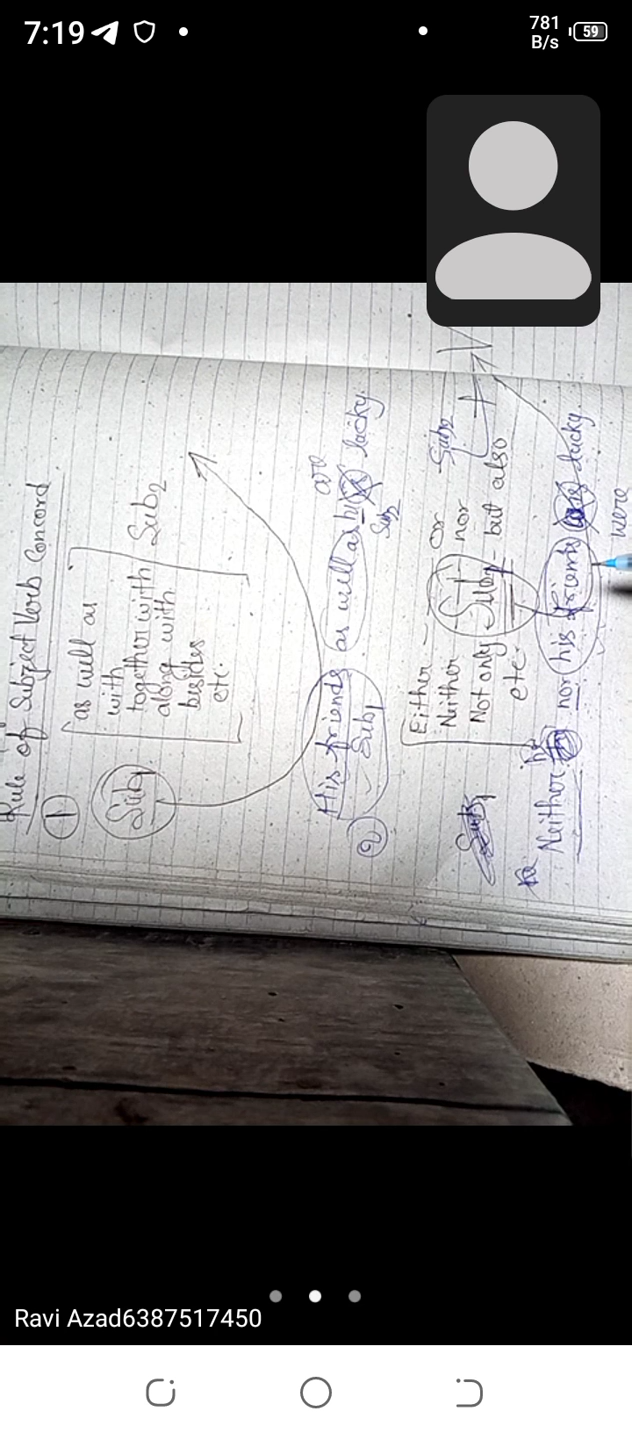 7:19
781
B/s
59
Rule of Subject Verb Concord
①
Sub1
as well as
with
together with
along with
besides
etc.
Sub2
His friends as well as he lucky.
are
Sub1
Sub2
②
Either - or
Neither nor
Not only - but also
etc.
Sub1
Sub2 + V
Neither he nor his friends was lucky.
were
Ravi Azad6387517450